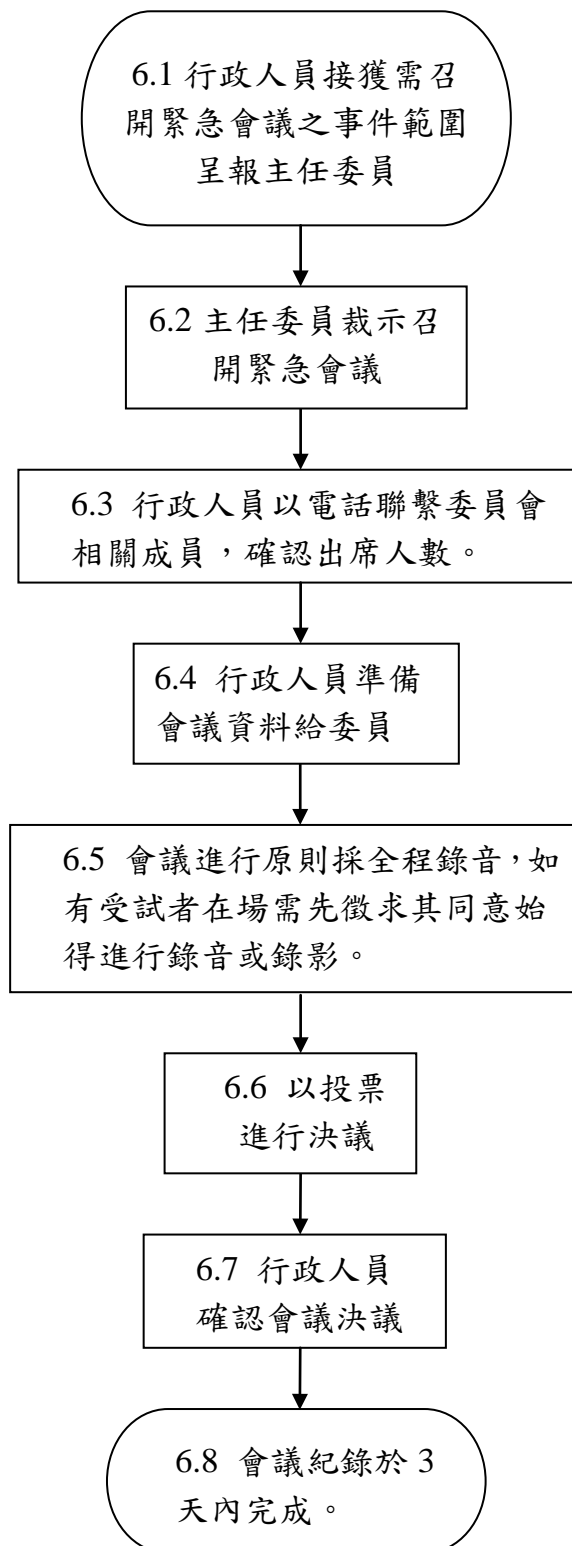 6.1 行政人員接獲需召
開緊急會議之事件範圍
呈報主任委員
6.2 主任委員裁示召
開緊急會議
6.3 行政人員以電話聯繫委員會
相關成員，確認出席人數。
6.4 行政人員準備
會議資料給委員
6.5 會議進行原則採全程錄音，如
有受試者在場需先徵求其同意始
得進行錄音或錄影。
6.6 以投票
進行決議
6.7 行政人員
確認會議決議
6.8 會議紀錄於 3
天內完成。